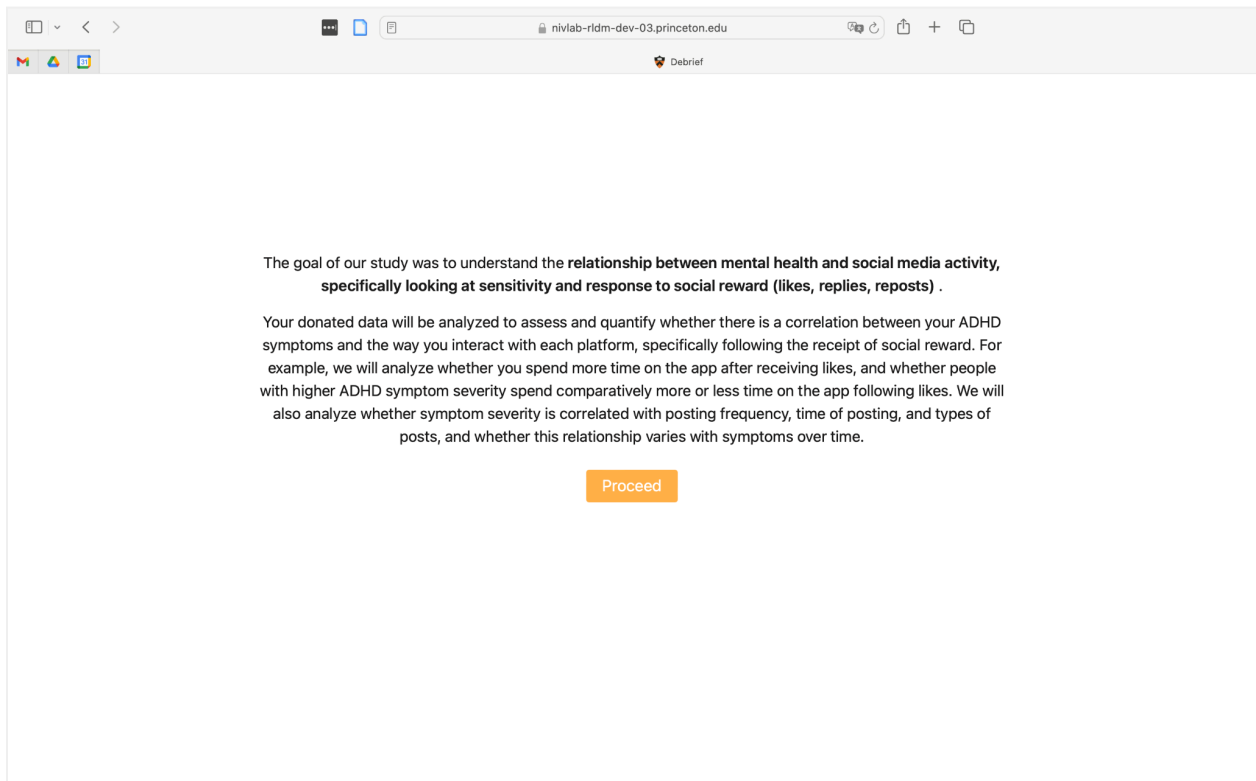 nivlab-rldm-dev-03.princeton.edu
31
Debrief
The goal of our study was to understand the relationship between mental health and social media activity,
specifically looking at sensitivity and response to social reward (likes, replies, reposts) .
Your donated data will be analyzed to assess and quantify whether there is a correlation between your ADHD
symptoms and the way you interact with each platform, specifically following the receipt of social reward. For
example, we will analyze whether you spend more time on the app after receiving likes, and whether people
with higher ADHD symptom severity spend comparatively more or less time on the app following likes. We will
also analyze whether symptom severity is correlated with posting frequency, time of posting, and types of
posts, and whether this relationship varies with symptoms over time.
Proceed